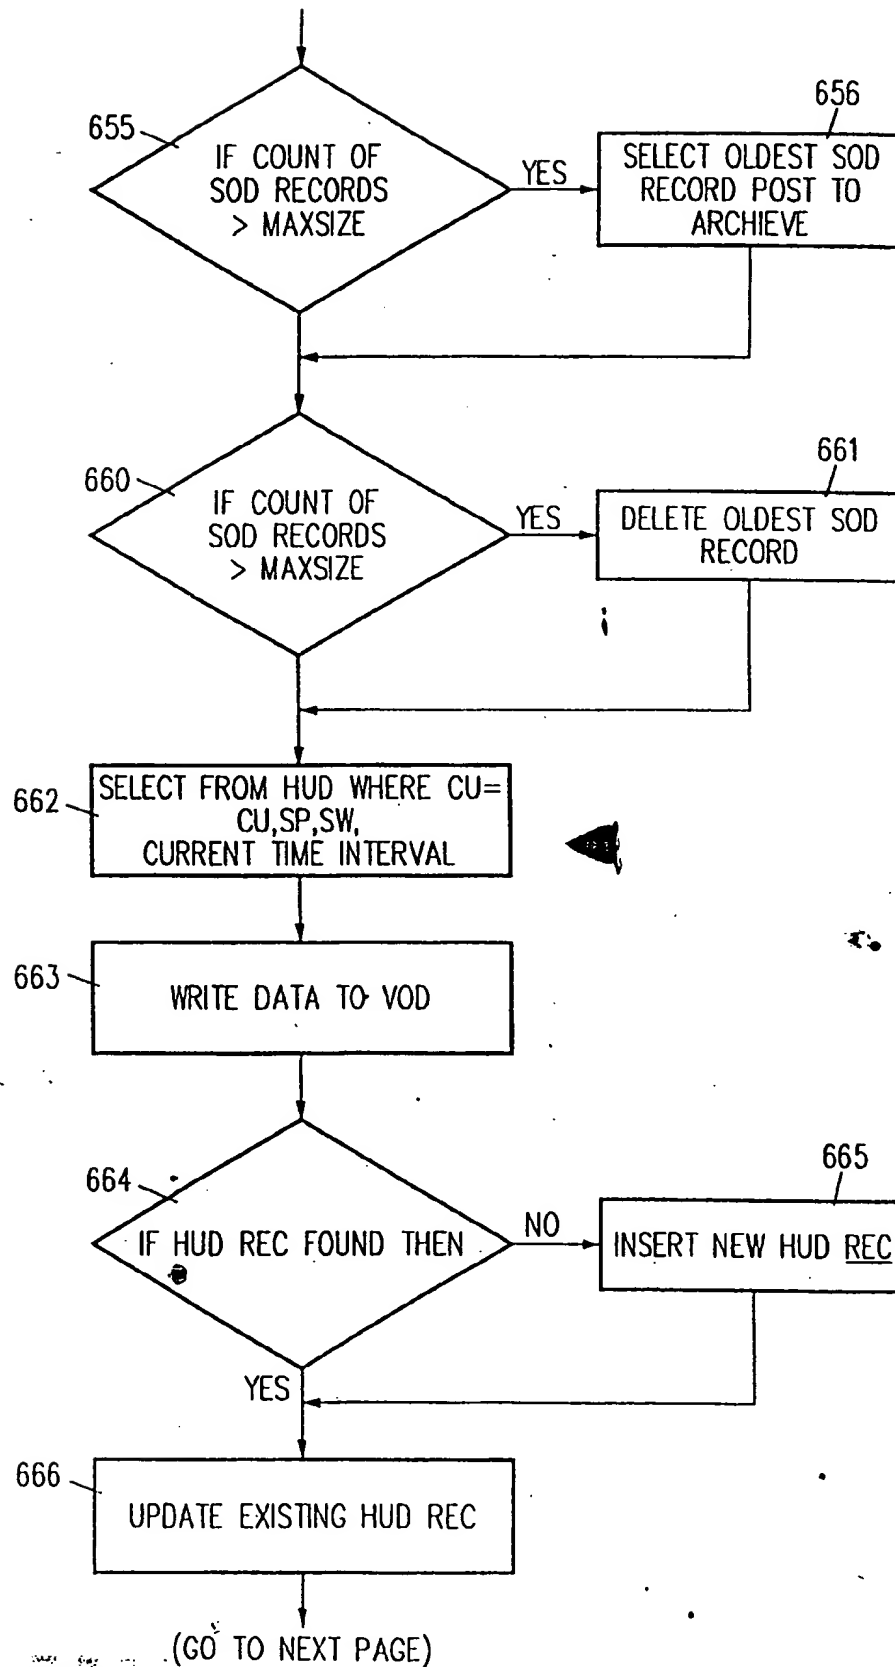 655
IF COUNT OF
SOD RECORDS
> MAXSIZE
YES
656
SELECT OLDEST SOD
RECORD POST TO
ARCHIEVE
660
IF COUNT OF
SOD RECORDS
> MAXSIZE
YES
661
DELETE OLDEST SOD
RECORD
662
SELECT FROM HUD WHERE CU=
CU,SP,SW,
CURRENT TIME INTERVAL
663
WRITE DATA TO VOD
664
IF HUD REC FOUND THEN
NO
665
INSERT NEW HUD REC
YES
666
UPDATE EXISTING HUD REC
(GO TO NEXT PAGE)